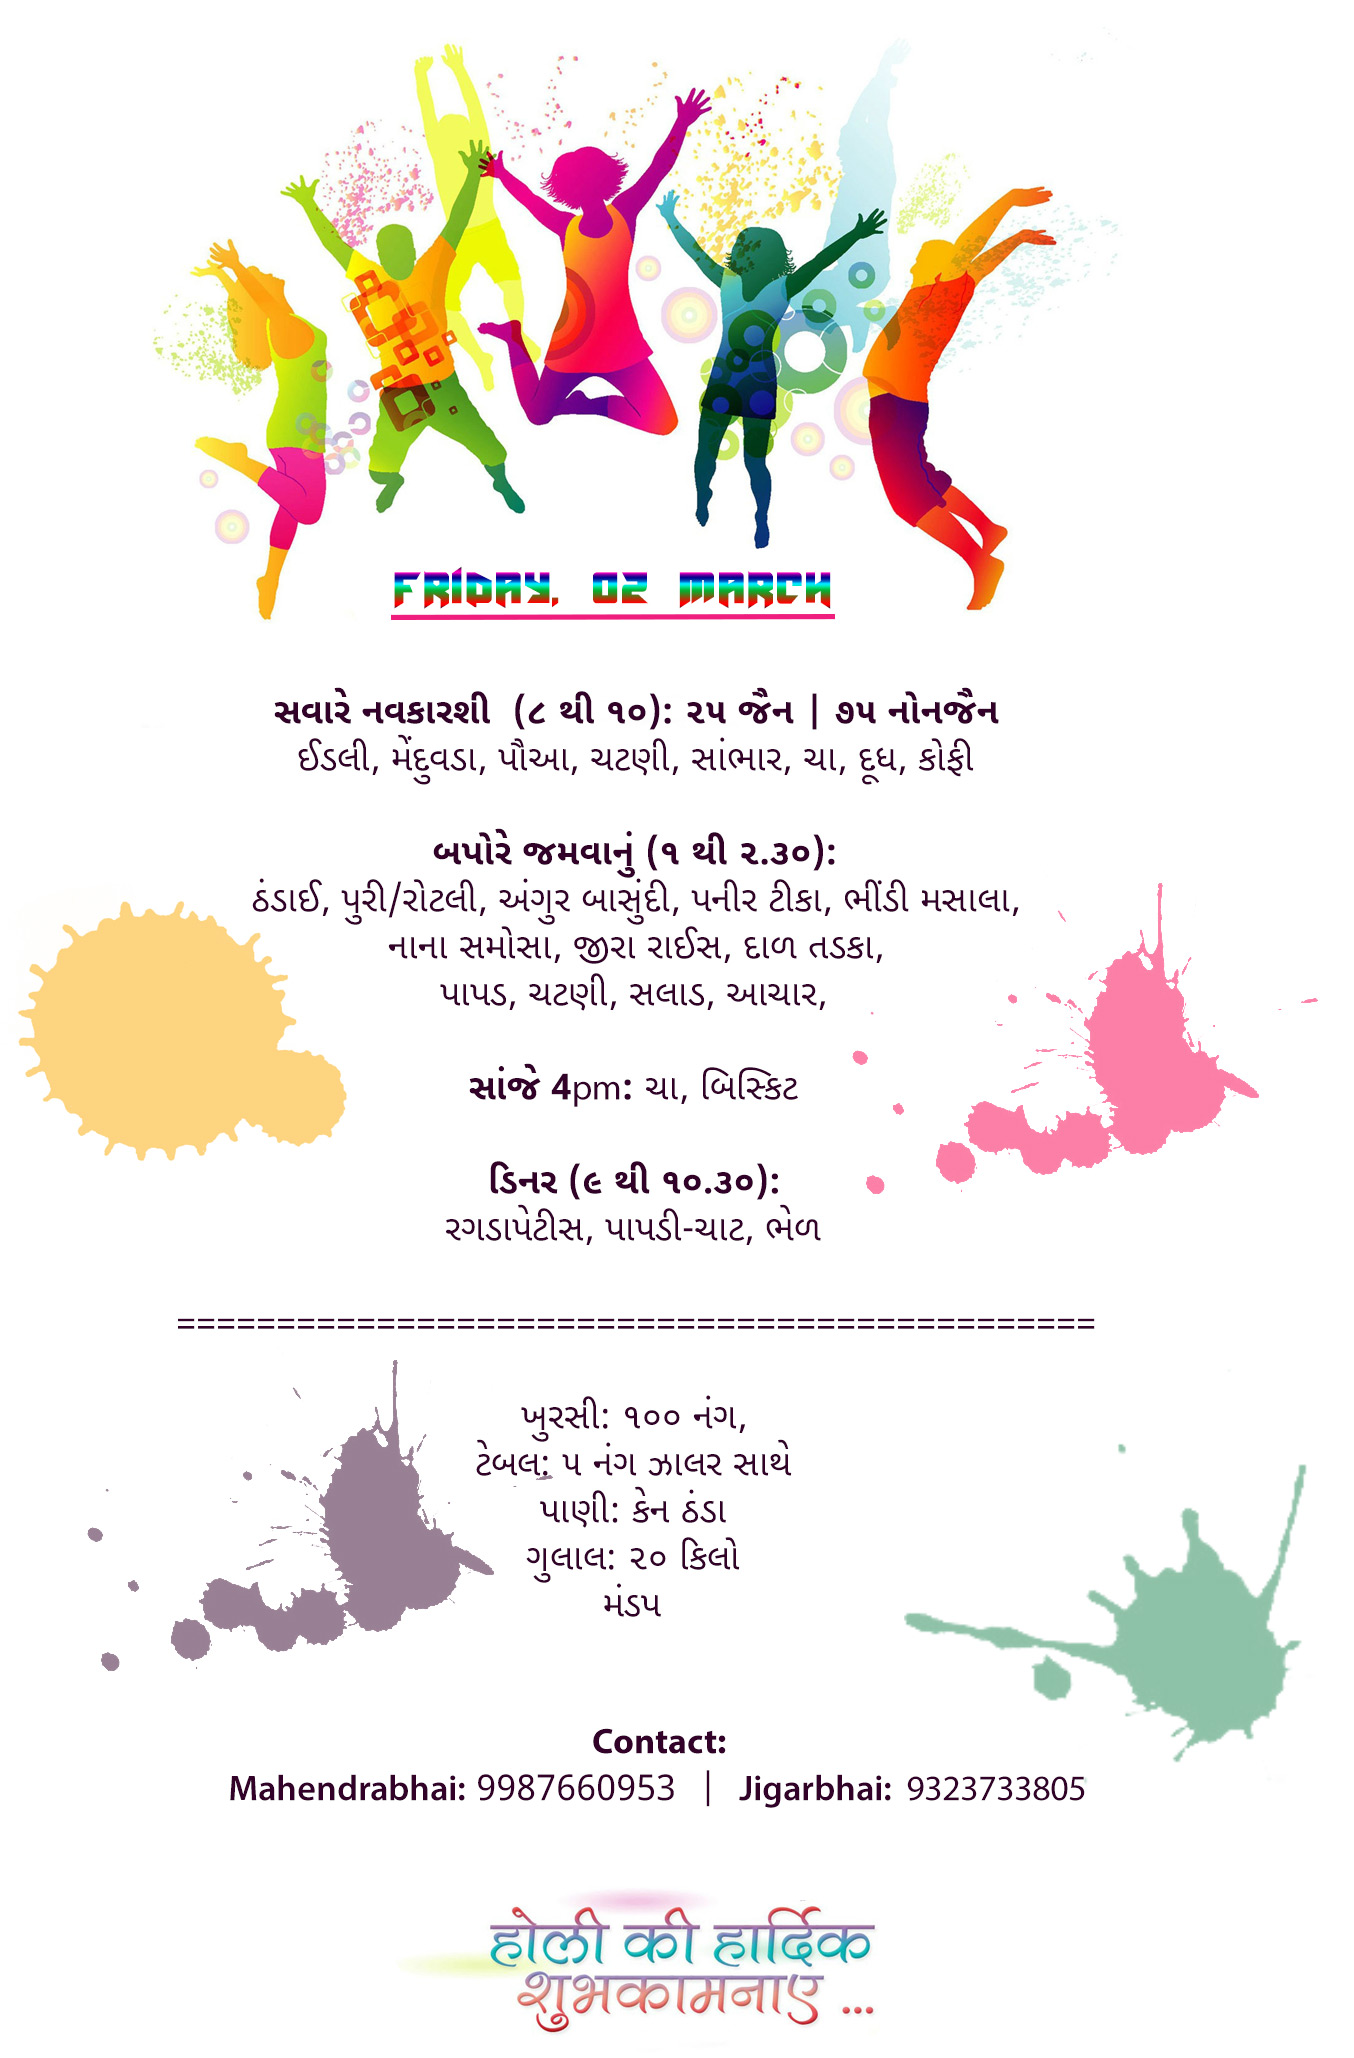 FRIDAY, 02 MARCH
સવારે નવકારશી (૮ થી ૧૦): ૨૫ જૈન | ૭૫ નોનજૈન
ઈડલી, મેંદુવડા, પૌઆ, ચટણી, સાંભાર, ચા, દૂધ, કોફી
બપોરે જમવાનું (૧ થી ૨.૩૦):
ઠંડાઈ, પુરી/રોટલી, અંગુર બાસુંદી, પનીર ટીકા, ભીંડી મસાલા,
નાના સમોસા, જીરા રાઈસ, દાળ તડકા,
પાપડ, ચટણી, સલાડ, આચાર,
સાંજે 4pm: ચા, બિસ્કિટ
ડિનર (૯ થી ૧૦.૩૦):
રગડાપેટીસ, પાપડી-ચાટ, ભેળ
==============================================
ખુરસી: ૧૦૦ નંગ,
ટેબલ: ૫ નંગ ઝાલર સાથે
પાણી: કેન ઠંડા
ગુલાલ: ૨૦ કિલો
મંડપ
Contact:
Mahendrabhai: 9987660953 | Jigarbhai: 9323733805
होली की हार्दिक
शुभकामनाए ...